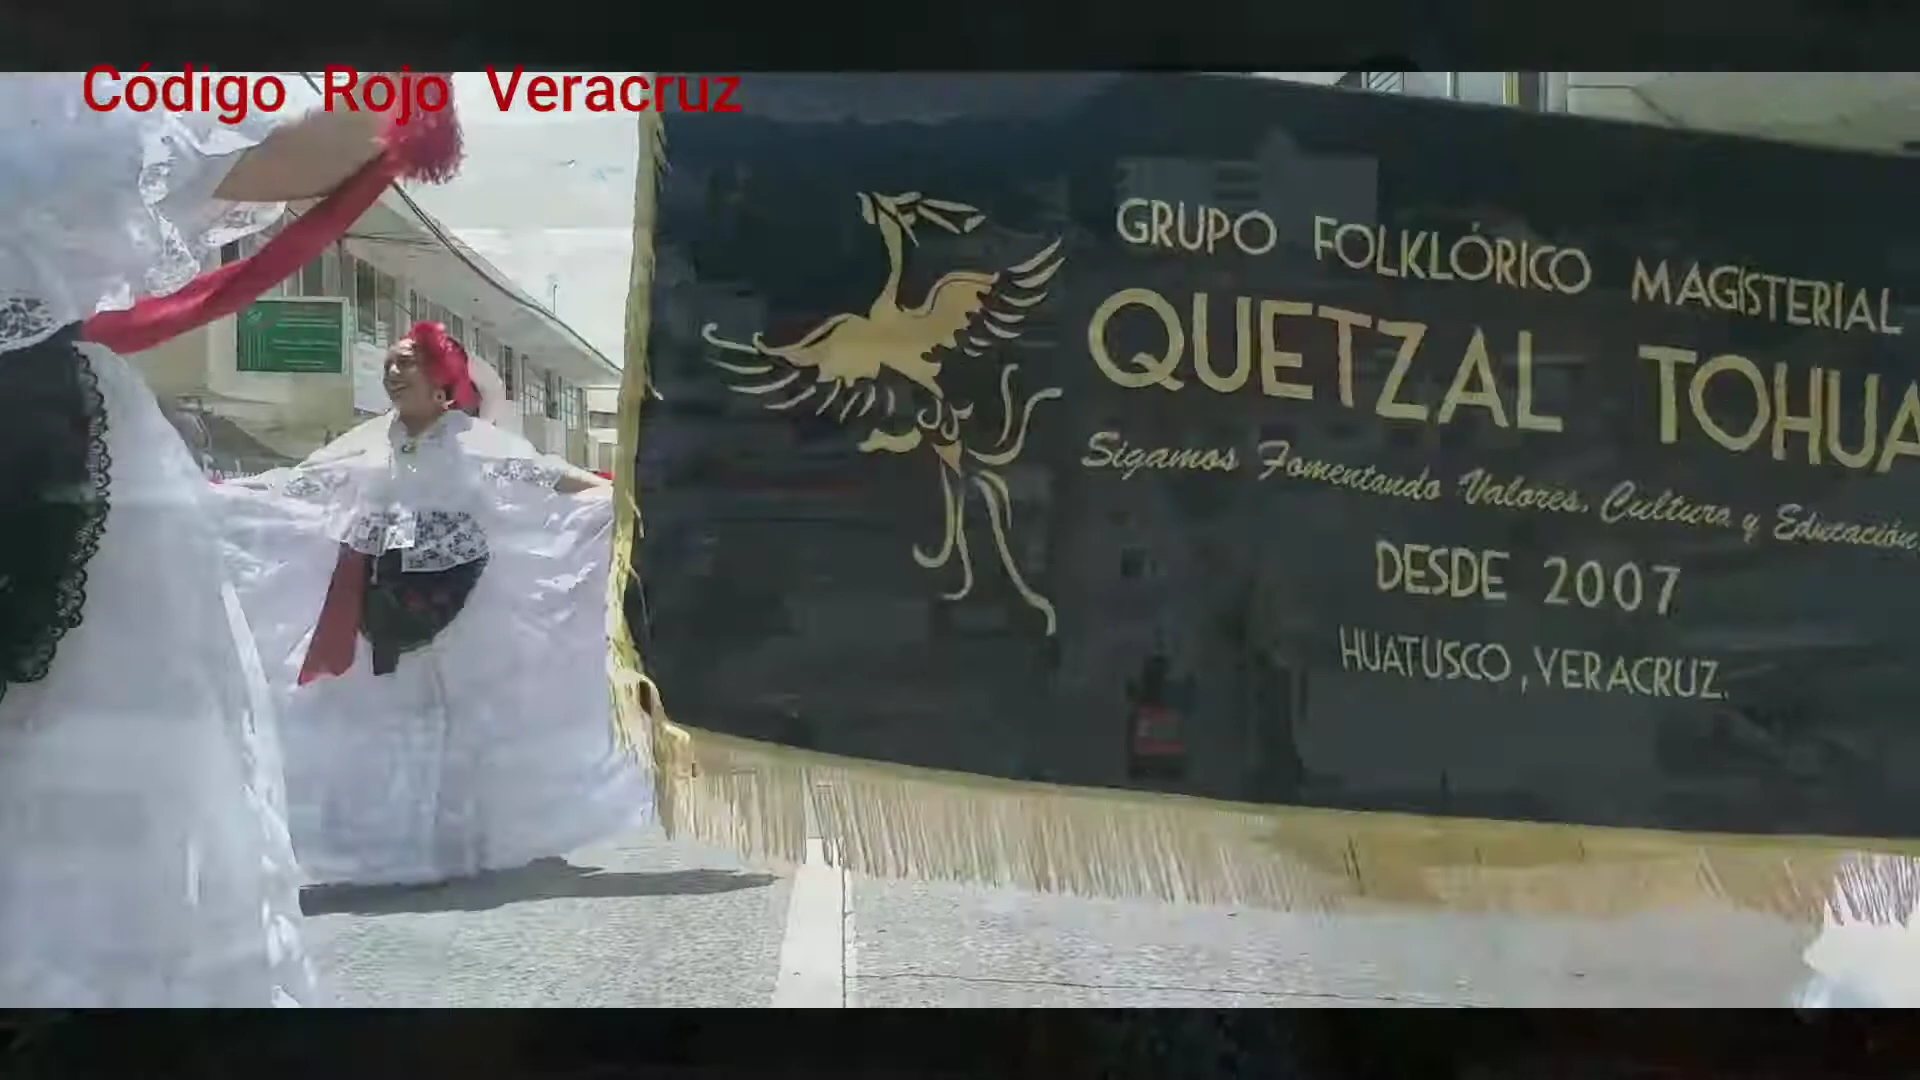 Código Rojo Veracruz
GRUPO FOLKLÓRICO MAGISTERIAL
QUETZAL TOHUA
Sigamos Fomentando Valores, Cultura y Educación
DESDE 2007
HUATUSCO, VERACRUZ.